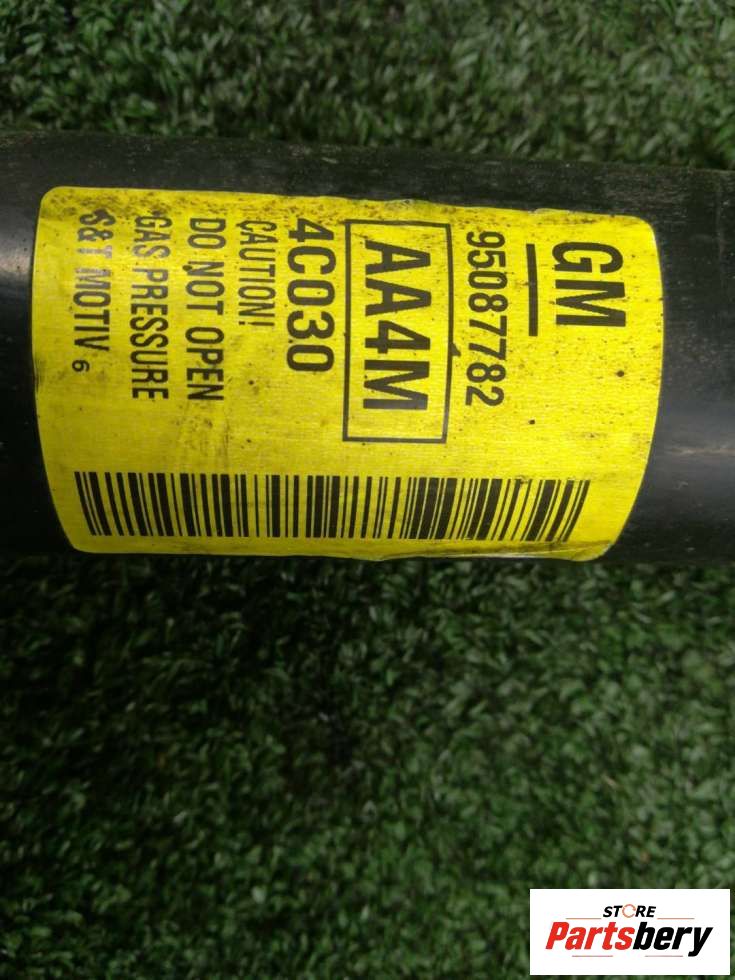 GM
95087782
AA4M
4C030
CAUTION!
DO NOT OPEN
GAS PRESSURE
S&T MOTIV 6
STORE
Partsbery